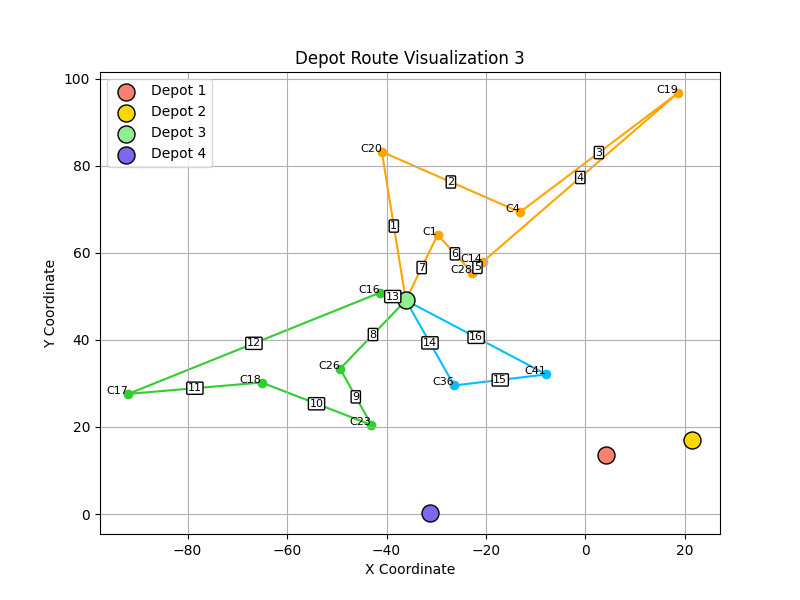 Depot Route Visualization 3
Depot 1
Depot 2
Depot 3
Depot 4
100
80
60
40
20
0
−80
−60
−40
−20
0
20
X Coordinate
Y Coordinate
C19
C20
C4
C1
C14
C28
C16
C17
C18
C26
C23
C36
C41
1
2
3
4
5
6
7
8
9
10
11
12
13
14
15
16